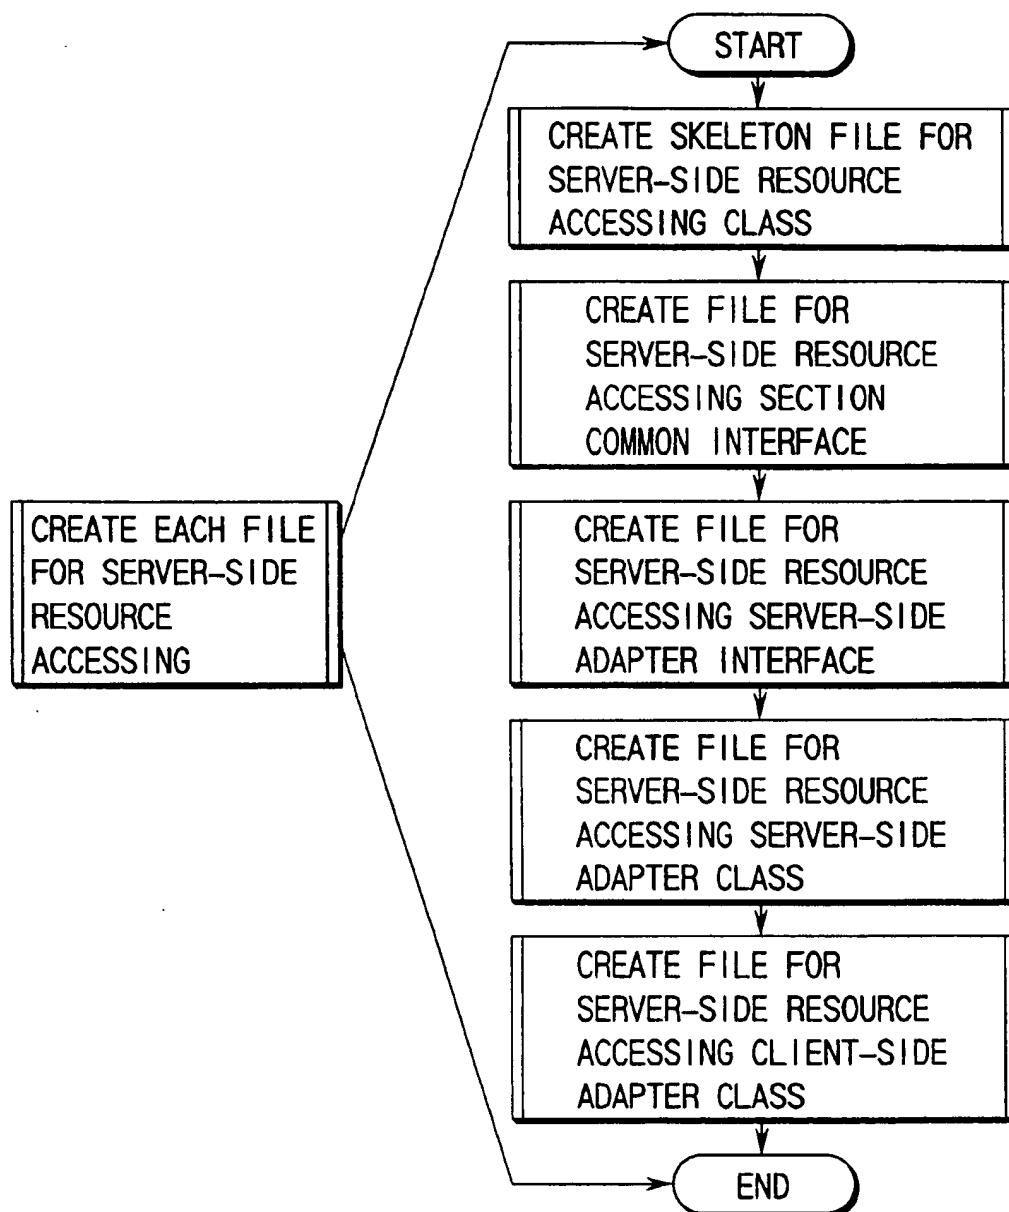 START
CREATE SKELETON FILE FOR
SERVER-SIDE RESOURCE
ACCESSING CLASS
CREATE FILE FOR
SERVER-SIDE RESOURCE
ACCESSING SECTION
COMMON INTERFACE
CREATE EACH FILE
FOR SERVER-SIDE
RESOURCE
ACCESSING
CREATE FILE FOR
SERVER-SIDE RESOURCE
ACCESSING SERVER-SIDE
ADAPTER INTERFACE
CREATE FILE FOR
SERVER-SIDE RESOURCE
ACCESSING SERVER-SIDE
ADAPTER CLASS
CREATE FILE FOR
SERVER-SIDE RESOURCE
ACCESSING CLIENT-SIDE
ADAPTER CLASS
END